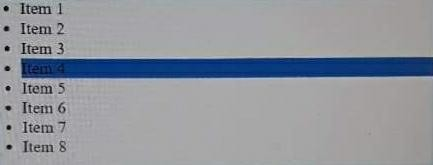 • Item 1
• Item 2
• Item 3
• Item 4
• Item 5
• Item 6
• Item 7
• Item 8